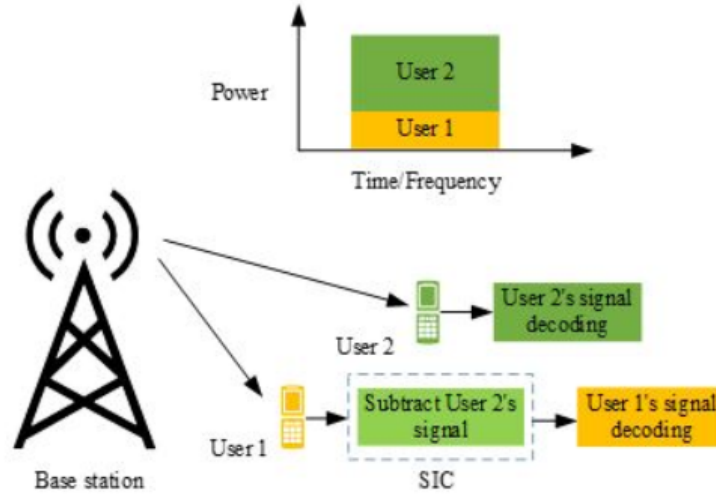 User 2
Power
User 1
Time/Frequency
User 2's signal
decoding
User 2
Subtract User 2's
signal
User 1's signal
decoding
User 1
Base station
SIC